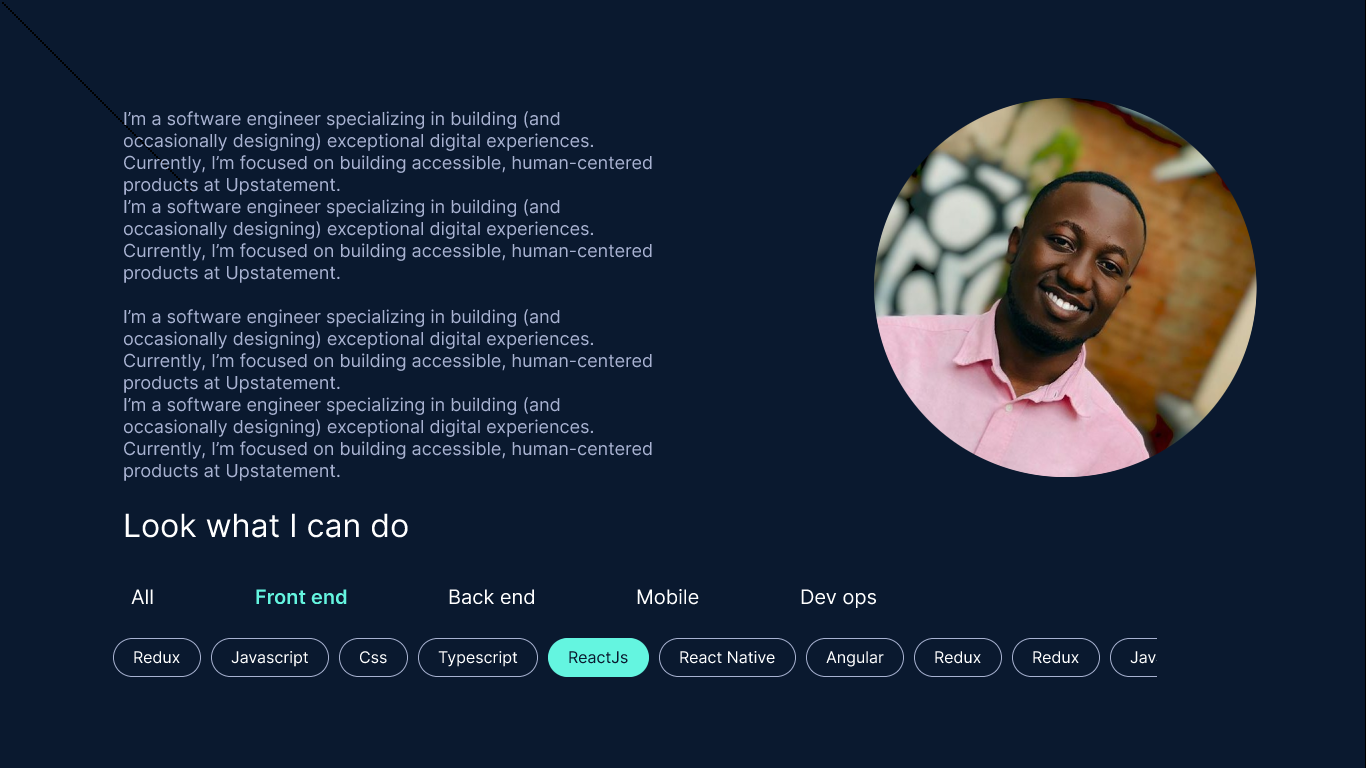 I’m a software engineer specializing in building (and
occasionally designing) exceptional digital experiences.
Currently, I’m focused on building accessible, human-centered
products at Upstatement.
I’m a software engineer specializing in building (and
occasionally designing) exceptional digital experiences.
Currently, I’m focused on building accessible, human-centered
products at Upstatement.
I’m a software engineer specializing in building (and
occasionally designing) exceptional digital experiences.
Currently, I’m focused on building accessible, human-centered
products at Upstatement.
I’m a software engineer specializing in building (and
occasionally designing) exceptional digital experiences.
Currently, I’m focused on building accessible, human-centered
products at Upstatement.
Look what I can do
All Front end Back end Mobile Dev ops
Redux Javascript Css Typescript ReactJs React Native Angular Redux Redux Jav